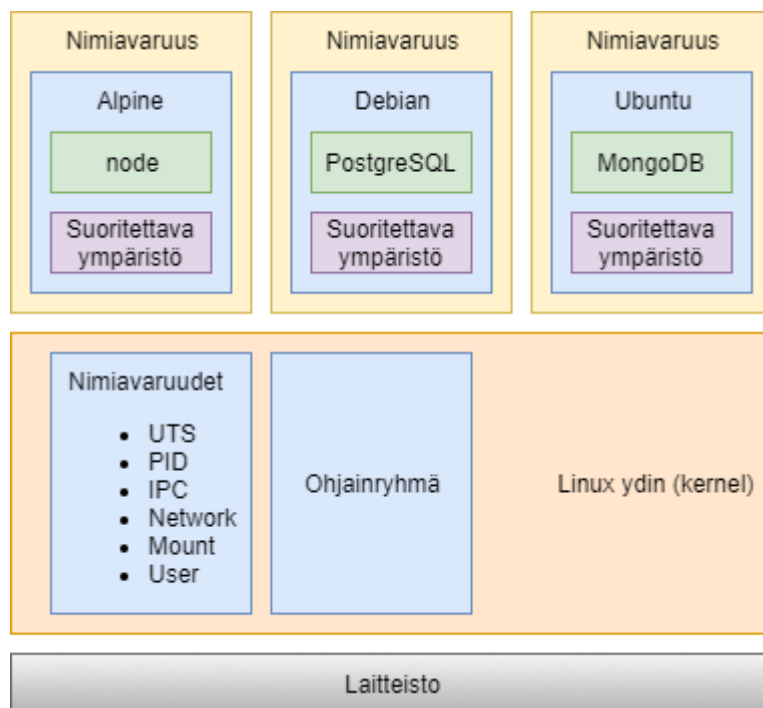 Nimiavaruus
Alpine
node
Suoritettava
ympäristö
Nimiavaruus
Debian
PostgreSQL
Suoritettava
ympäristö
Nimiavaruus
Ubuntu
MongoDB
Suoritettava
ympäristö
Nimiavaruudet
• UTS
• PID
• IPC
• Network
• Mount
• User
Ohjainryhmä
Linux ydin (kernel)
Laitteisto